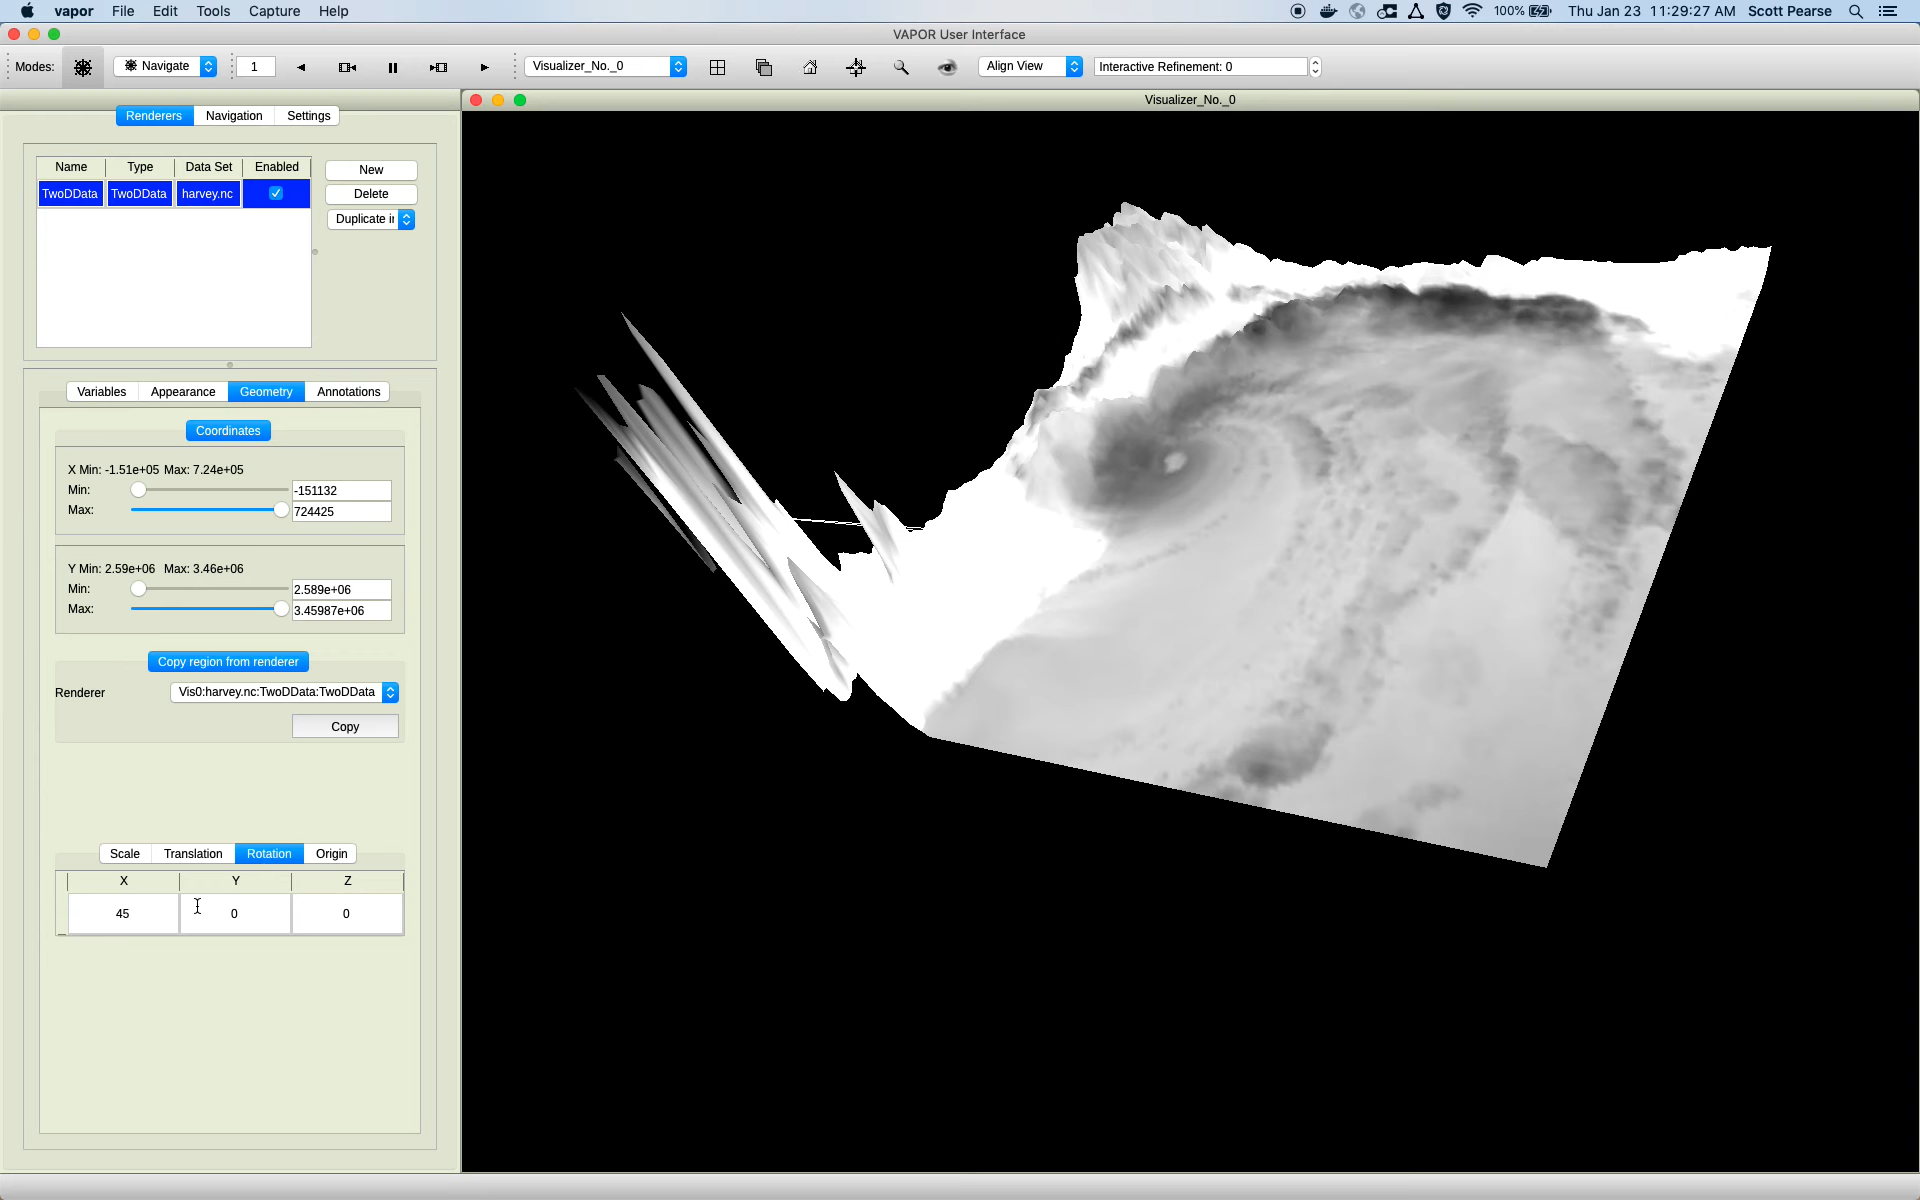 vapor File Edit Tools Capture Help 100% Thu Jan 23 11:29:27 AM Scott Pearse
VAPOR User Interface
Modes: Navigate 1 Visualizer_No._0 Align View Interactive Refinement: 0
Visualizer_No._0
Renderers Navigation Settings
Name Type Data Set Enabled
New
TwoDData TwoDData harvey.nc
Delete
Duplicate ir
Variables Appearance Geometry Annotations
Coordinates
X Min: -1.51e+05 Max: 7.24e+05
Min: -151132
Max: 724425
Y Min: 2.59e+06 Max: 3.46e+06
Min: 2.589e+06
Max: 3.45987e+06
Copy region from renderer
Renderer Vis0:harvey.nc:TwoDData:TwoDData
Copy
Scale Translation Rotation Origin
X Y Z
45 0 0